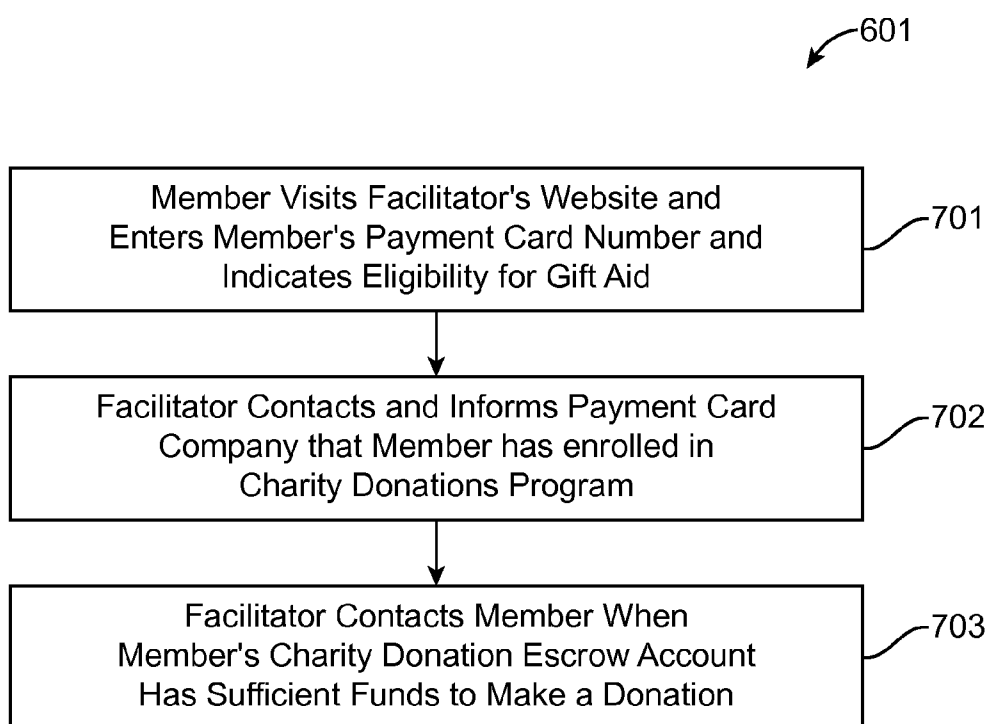 601
Member Visits Facilitator's Website and
Enters Member's Payment Card Number and
Indicates Eligibility for Gift Aid
701
Facilitator Contacts and Informs Payment Card
Company that Member has enrolled in
Charity Donations Program
702
Facilitator Contacts Member When
Member's Charity Donation Escrow Account
Has Sufficient Funds to Make a Donation
703